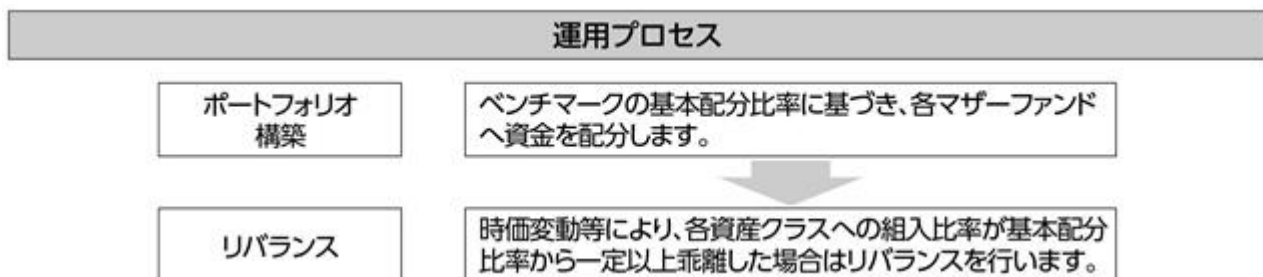 運用プロセス
ポートフォリオ
構築
ベンチマークの基本配分比率に基づき、各マザーファンド
へ資金を配分します。
リバランス
時価変動等により、各資産クラスへの組入比率が基本配分
比率から一定以上乖離した場合はリバランスを行います。